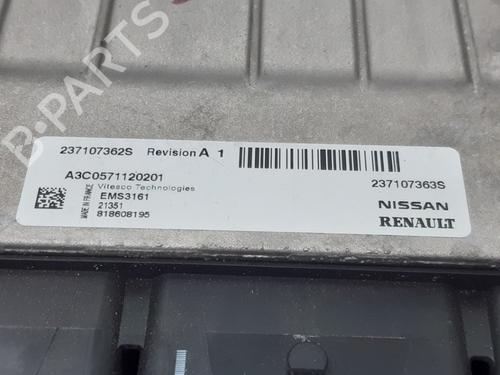 B-PARTS
237107362S Revision A 1
A3C0571120201
237107363S
MADE IN FRANCE
Vitesco Technologies
EMS3161
21351
818608195
NISSAN
RENAULT